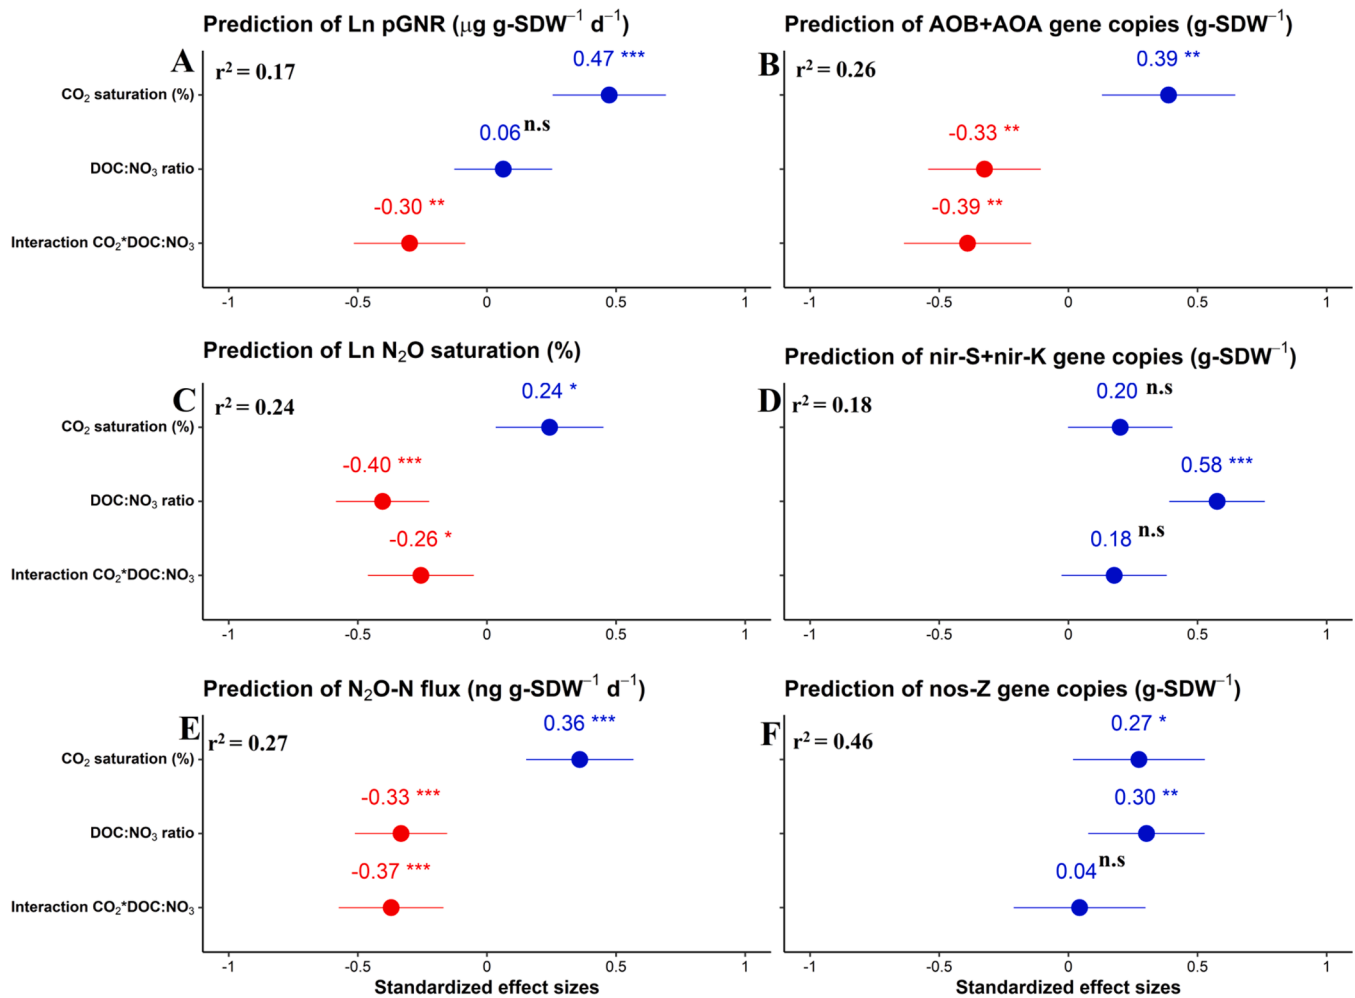 Prediction of Ln pGNR (µg g-SDW⁻¹ d⁻¹)
A
r² = 0.17
0.47 ***
CO₂ saturation (%)
0.06 n.s
DOC:NO₃ ratio
-0.30 **
Interaction CO₂*DOC:NO₃
-1 -0.5 0 0.5 1
Prediction of AOB+AOA gene copies (g-SDW⁻¹)
B
r² = 0.26
0.39 **
-0.33 **
-0.39 **
-1 -0.5 0 0.5 1
Prediction of Ln N₂O saturation (%)
C
r² = 0.24
0.24 *
CO₂ saturation (%)
-0.40 ***
DOC:NO₃ ratio
-0.26 *
Interaction CO₂*DOC:NO₃
-1 -0.5 0 0.5 1
Prediction of nir-S+nir-K gene copies (g-SDW⁻¹)
D
r² = 0.18
0.20 n.s
0.58 ***
0.18 n.s
-1 -0.5 0 0.5 1
Prediction of N₂O-N flux (ng g-SDW⁻¹ d⁻¹)
E
r² = 0.27
0.36 ***
CO₂ saturation (%)
-0.33 ***
DOC:NO₃ ratio
-0.37 ***
Interaction CO₂*DOC:NO₃
-1 -0.5 0 0.5 1
Standardized effect sizes
Prediction of nos-Z gene copies (g-SDW⁻¹)
F
r² = 0.46
0.27 *
0.30 **
0.04 n.s
-1 -0.5 0 0.5 1
Standardized effect sizes